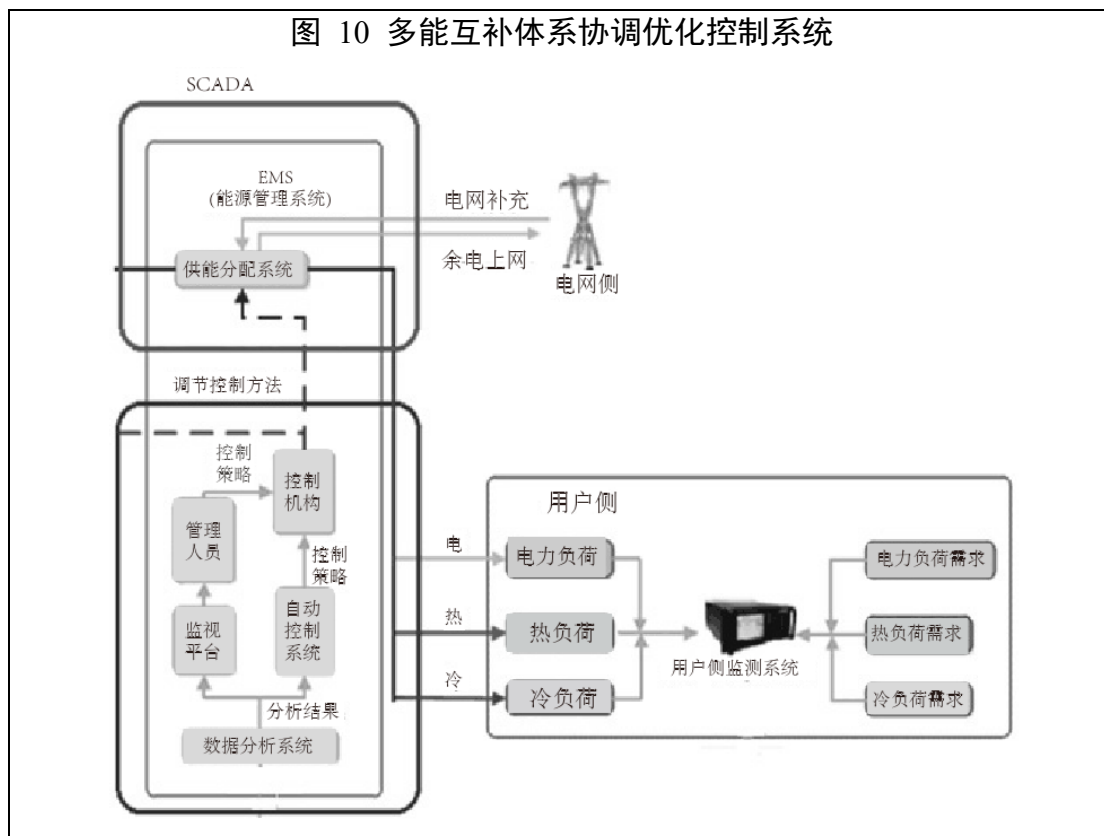 图 10 多能互补体系协调优化控制系统
SCADA
EMS
(能源管理系统)
供能分配系统
电网补充
余电上网
电网侧
调节控制方法
控制
策略
控制
机构
管理
人员
控制
策略
监视
平台
自动
控制
系统
分析结果
数据分析系统
电
热
冷
用户侧
电力负荷
热负荷
冷负荷
用户侧监测系统
电力负荷需求
热负荷需求
冷负荷需求